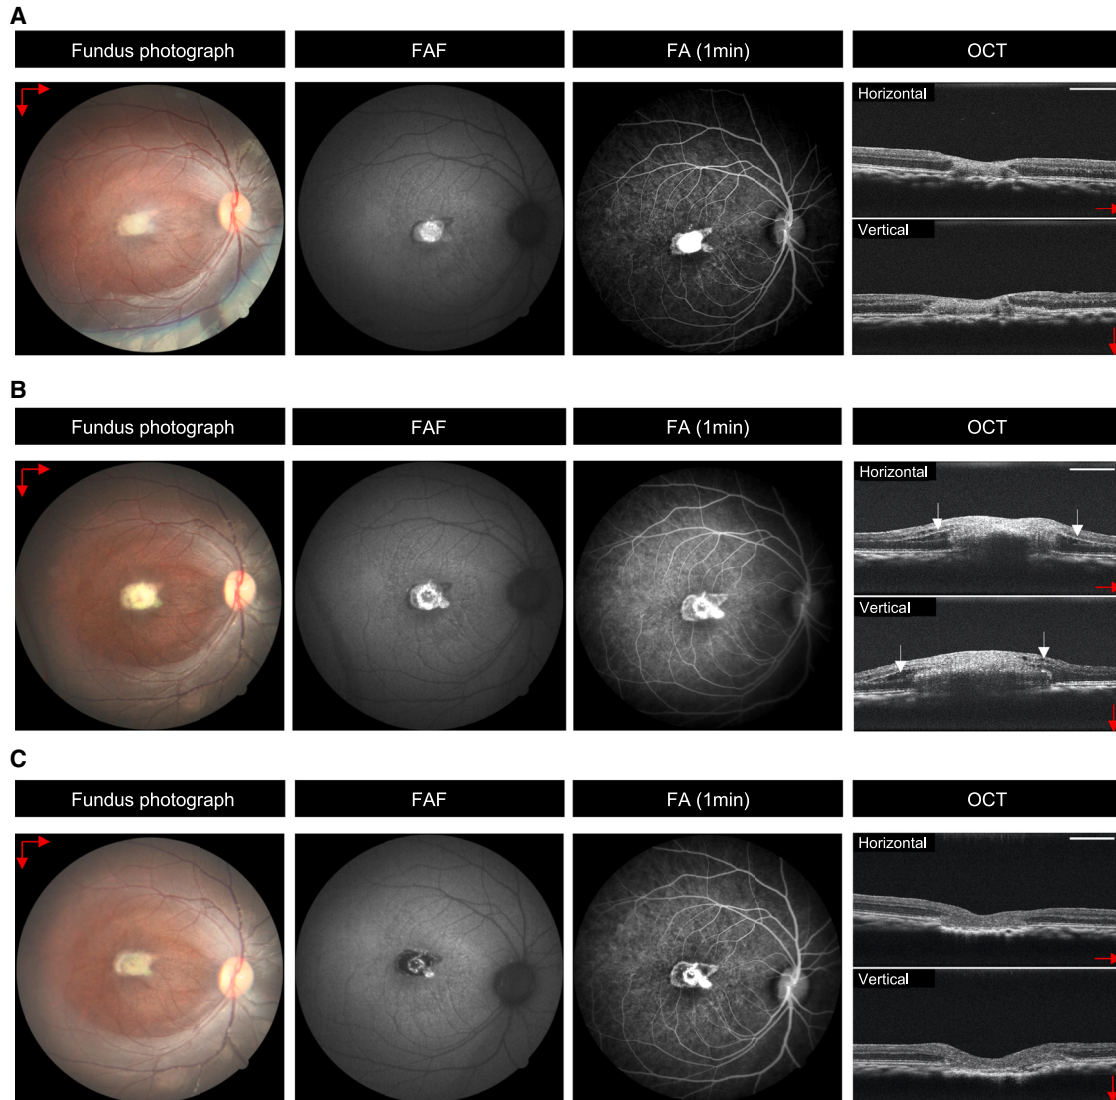 A
Fundus photograph
FAF
FA (1min)
OCT
Horizontal
Vertical
B
Fundus photograph
FAF
FA (1min)
OCT
Horizontal
Vertical
C
Fundus photograph
FAF
FA (1min)
OCT
Horizontal
Vertical